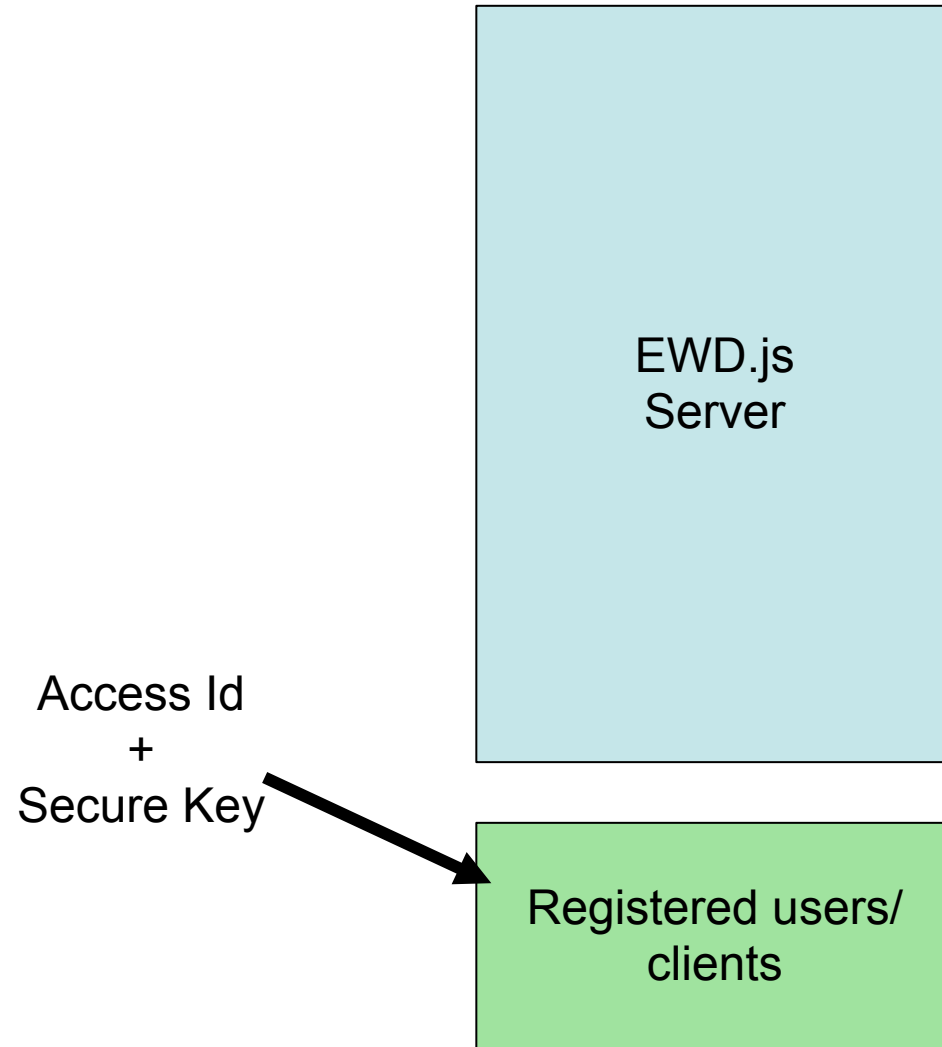 EWD.js
Server
Access Id
+
Secure Key
Registered users/
clients